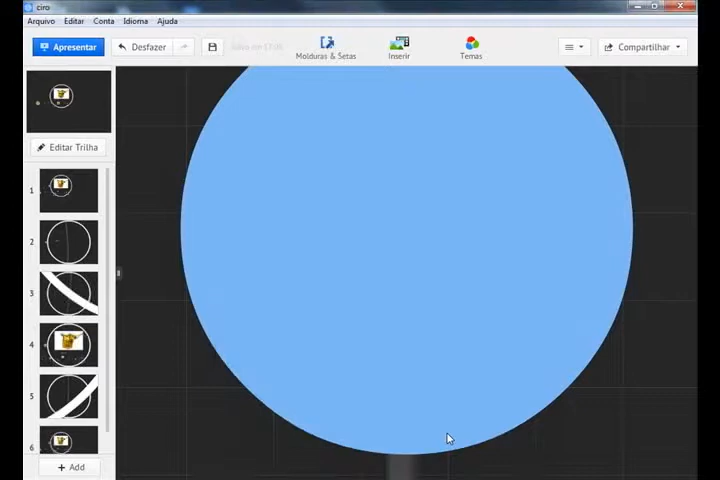 ciro
Arquivo Editar Conta Idioma Ajuda
Apresentar Desfazer Molduras & Setas Inserir Temas Compartilhar
Editar Trilha
1
2
3
4
5
6
+ Add